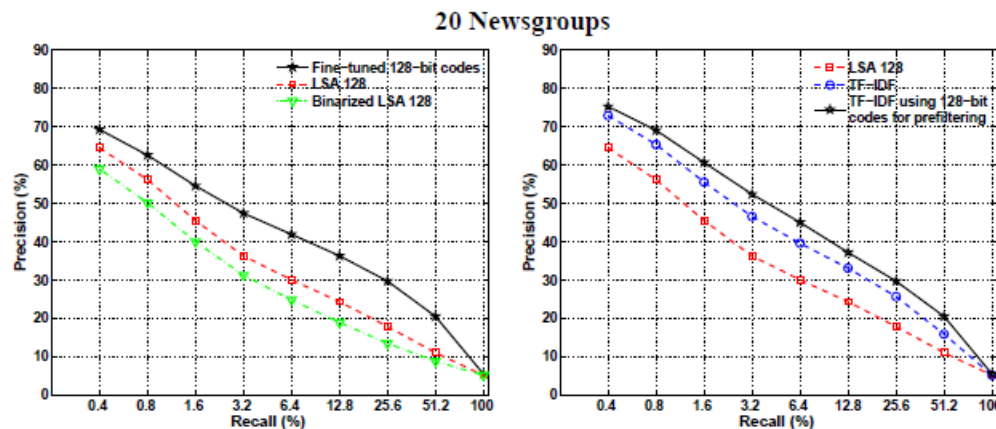 20 Newsgroups
90
80
70
60
50
40
30
20
10
0
Precision (%)
Fine-tuned 128-bit codes
LSA 128
Binarized LSA 128
0.4 0.8 1.6 3.2 6.4 12.8 25.6 51.2 100
Recall (%)
90
80
70
60
50
40
30
20
10
0
Precision (%)
LSA 128
TF-IDF
TF-IDF using 128-bit
codes for prefiltering
0.4 0.8 1.6 3.2 6.4 12.8 25.6 51.2 100
Recall (%)